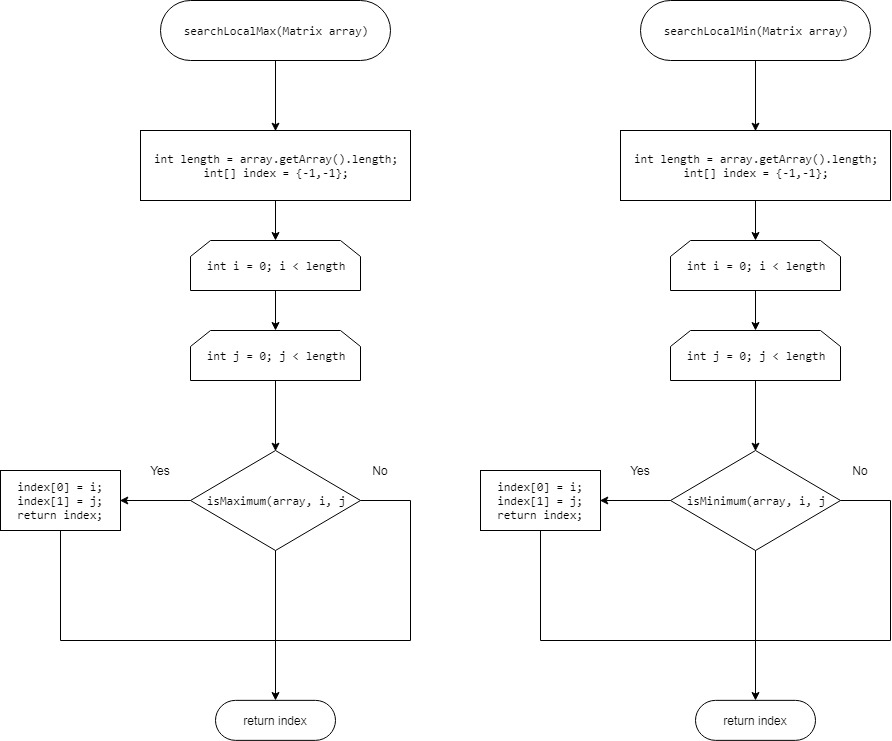 searchLocalMax(Matrix array)
int length = array.getArray().length;
int[] index = {-1,-1};
int i = 0; i < length
int j = 0; j < length
Yes
No
index[0] = i;
index[1] = j;
return index;
isMaximum(array, i, j
return index
searchLocalMin(Matrix array)
int length = array.getArray().length;
int[] index = {-1,-1};
int i = 0; i < length
int j = 0; j < length
Yes
No
index[0] = i;
index[1] = j;
return index;
isMinimum(array, i, j
return index